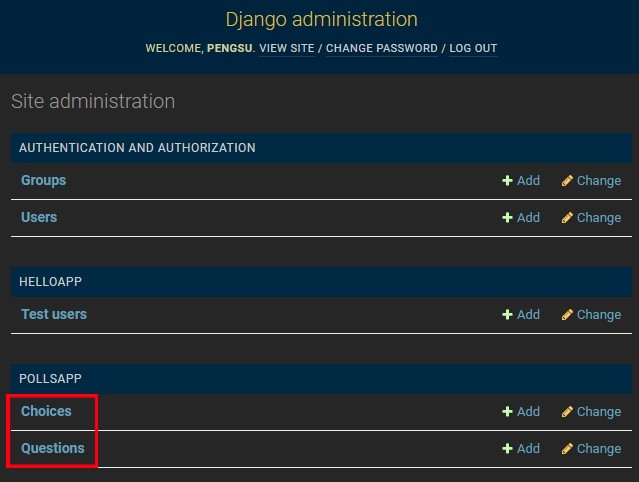 Django administration
WELCOME, PENGSU. VIEW SITE / CHANGE PASSWORD / LOG OUT
Site administration
AUTHENTICATION AND AUTHORIZATION
Groups Add Change
Users Add Change
HELLOAPP
Test users Add Change
POLLSAPP
Choices Add Change
Questions Add Change